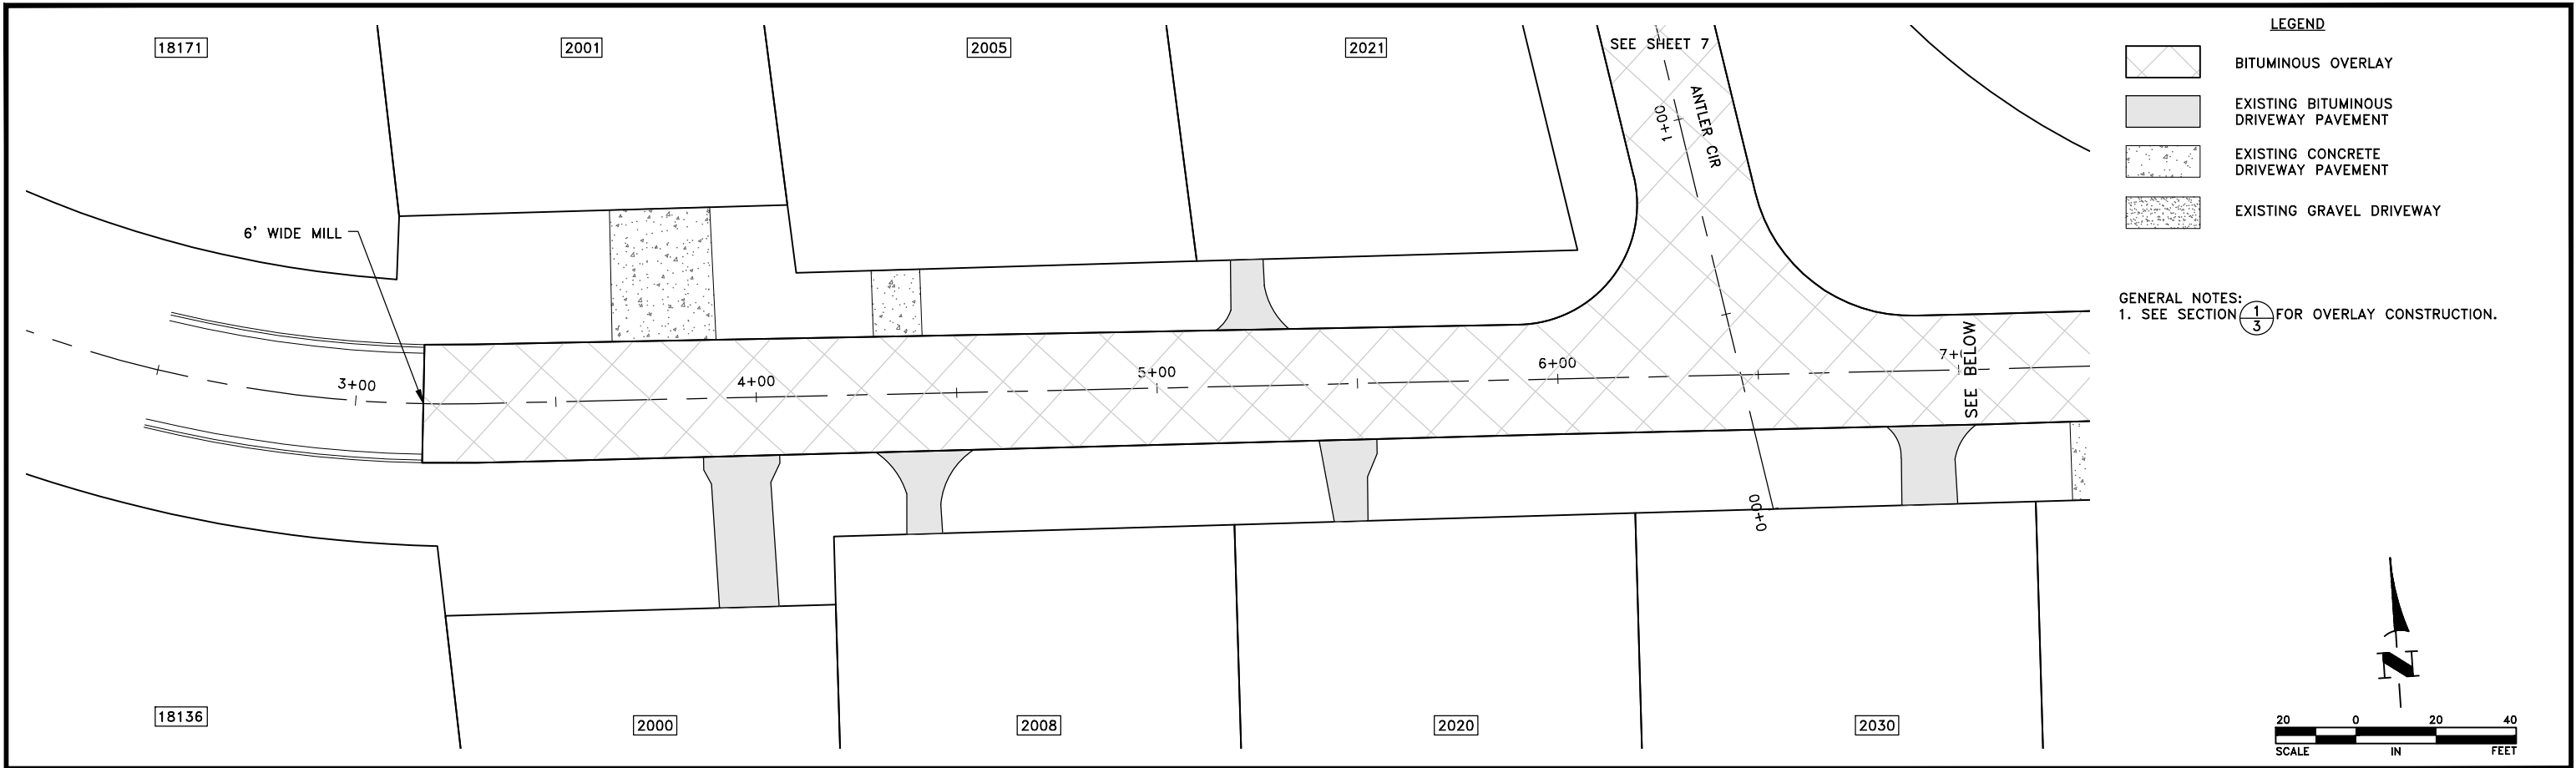 18171
2001
2005
2021
SEE SHEET 7
ANTLER CIR
1+00
6' WIDE MILL
3+00
4+00
5+00
6+00
SEE BELOW
0+00
18136
2000
2008
2020
2030
LEGEND
BITUMINOUS OVERLAY
EXISTING BITUMINOUS
DRIVEWAY PAVEMENT
EXISTING CONCRETE
DRIVEWAY PAVEMENT
EXISTING GRAVEL DRIVEWAY
GENERAL NOTES:
1. SEE SECTION 1/3 FOR OVERLAY CONSTRUCTION.
N
20 0 20 40
SCALE IN FEET